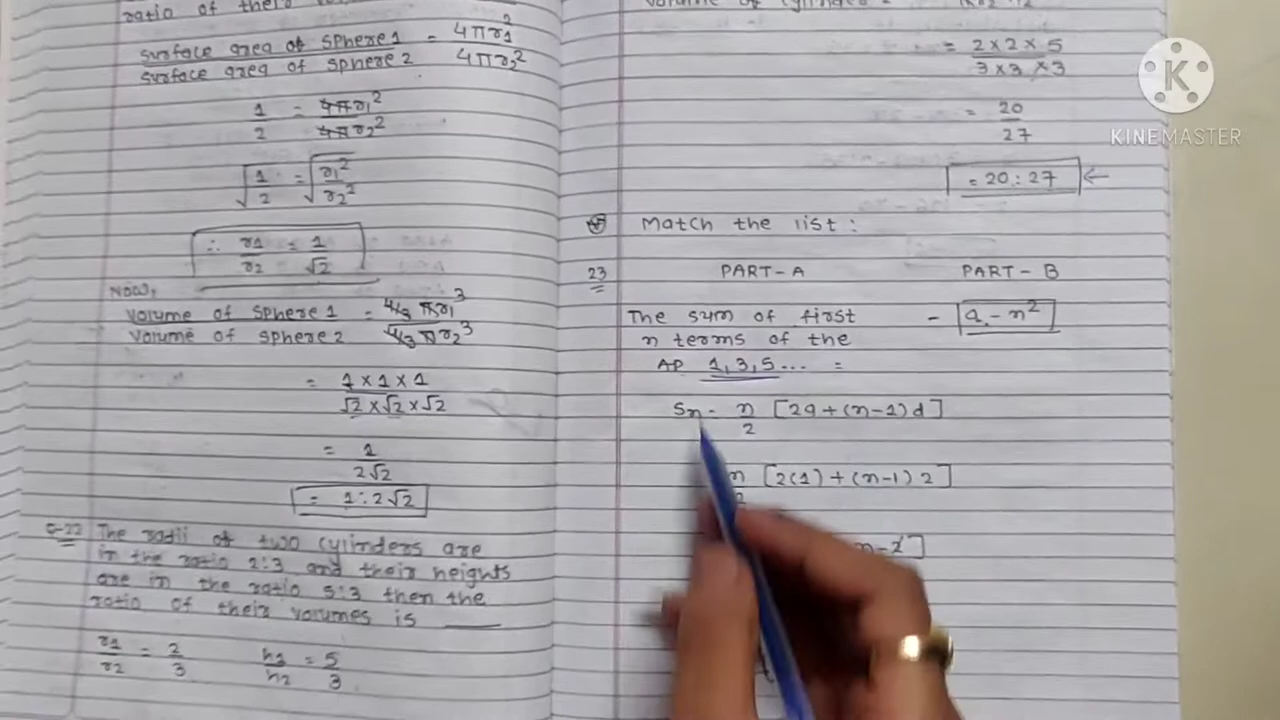 ratio of their
surface area of sphere 1 = 4πr₁²
surface area of sphere 2 4πr₂²
1 = 4πr₁²
2 4πr₂²
√1 = √r₁²
2 r₂²
∴ r1 = 1
r2 √2
Now,
volume of sphere 1 = 4/3 πr₁³
volume of sphere 2 4/3 πr₂³
= 1 × 1 × 1
√2 × √2 × √2
= 1
2√2
= 1 : 2√2
Q-22 The radii of two cylinders are
in the ratio 2:3 and their heights
are in the ratio 5:3 then the
ratio of their volumes is ____
r1 = 2 h1 = 5
r2 3 h2 3
= 2 × 2 × 5
3 × 3 × 3
= 20
27
= 20 : 27 ←
Match the list :
23 PART-A PART-B
The sum of first - a - n²
n terms of the
AP 1,3,5... =
Sn - n [2a + (n-1) d]
2
n [2(1) + (n-1) 2]
2
n - 2]
KINEMASTER